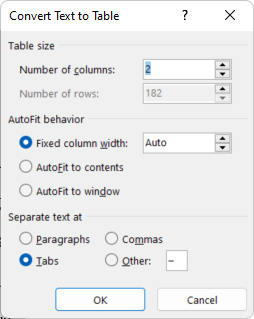 Convert Text to Table ? ×
Table size
Number of columns: 2
Number of rows: 182
AutoFit behavior
Fixed column width: Auto
AutoFit to contents
AutoFit to window
Separate text at
Paragraphs Commas
Tabs Other: –
OK Cancel